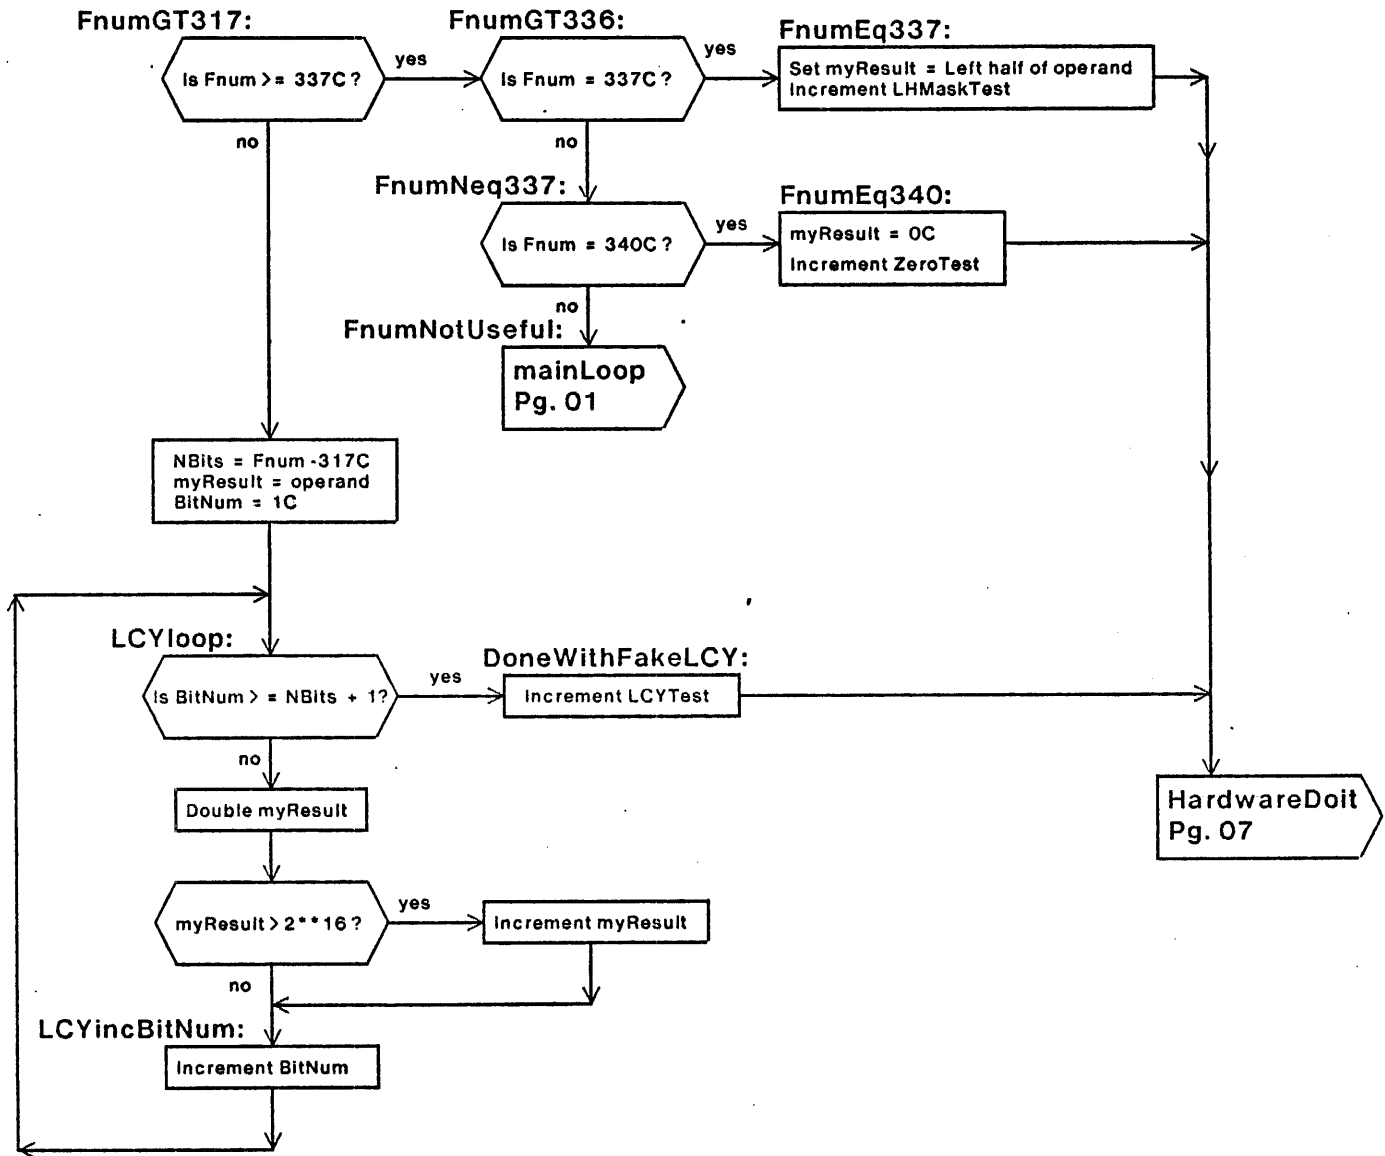 FnumGT317:
Is Fnum >= 337C?
yes
no
FnumGT336:
Is Fnum = 337C?
yes
no
FnumEq337:
Set myResult = Left half of operand
Increment LHMaskTest
FnumNeq337:
Is Fnum = 340C?
yes
no
FnumEq340:
myResult = 0C
Increment ZeroTest
FnumNotUseful:
mainLoop
Pg. 01
NBits = Fnum -317C
myResult = operand
BitNum = 1C
LCYloop:
Is BitNum >= NBits + 1?
yes
no
DoneWithFakeLCY:
Increment LCYTest
HardwareDoit
Pg. 07
Double myResult
myResult > 2**16?
yes
no
Increment myResult
LCYincBitNum:
Increment BitNum